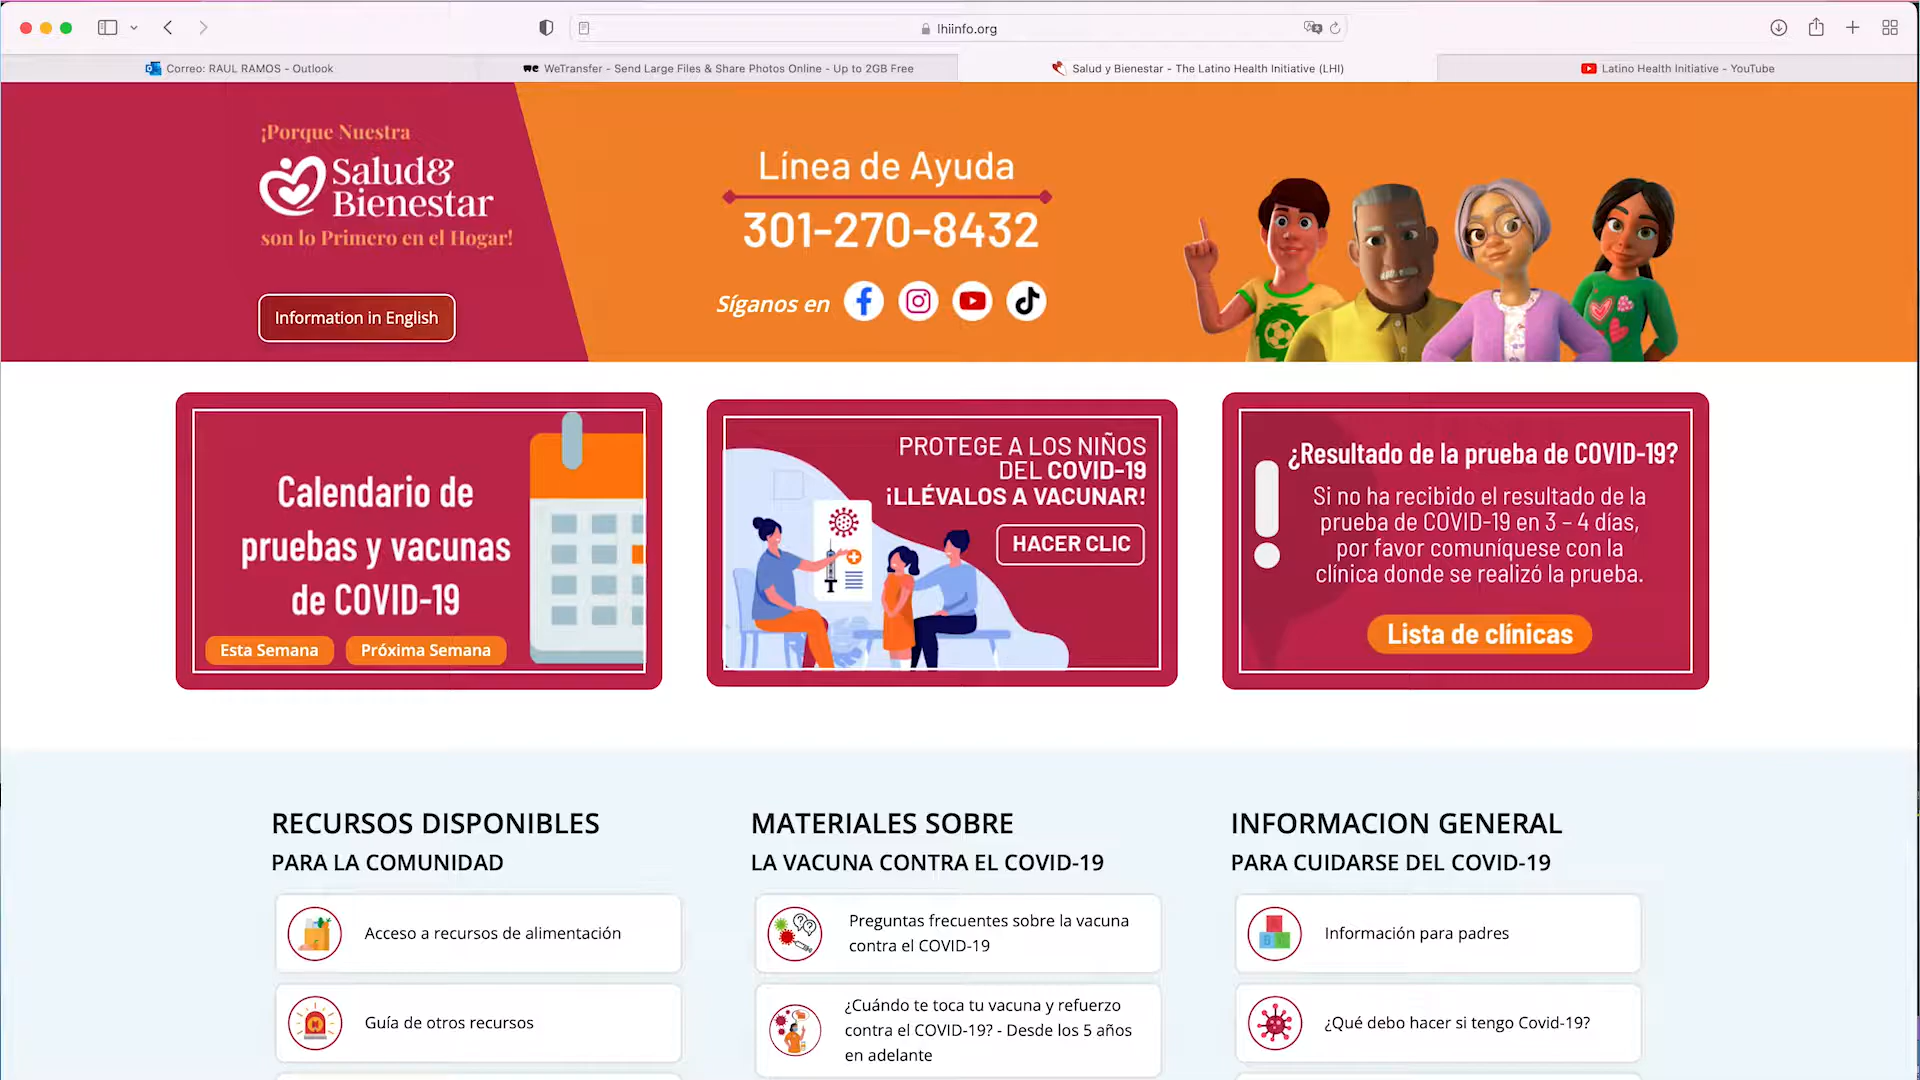 lhiinfo.org
Correo: RAUL RAMOS - Outlook
WeTransfer - Send Large Files & Share Photos Online - Up to 2GB Free
Salud y Bienestar - The Latino Health Initiative (LHI)
Latino Health Initiative - YouTube
¡Porque Nuestra
Salud&
Bienestar
son lo Primero en el Hogar!
Information in English
Línea de Ayuda
301-270-8432
Síganos en
Calendario de
pruebas y vacunas
de COVID-19
Esta Semana
Próxima Semana
PROTEGE A LOS NIÑOS
DEL COVID-19
¡LLÉVALOS A VACUNAR!
HACER CLIC
¿Resultado de la prueba de COVID-19?
Si no ha recibido el resultado de la
prueba de COVID-19 en 3 – 4 días,
por favor comuníquese con la
clínica donde se realizó la prueba.
Lista de clínicas
RECURSOS DISPONIBLES
PARA LA COMUNIDAD
Acceso a recursos de alimentación
Guía de otros recursos
MATERIALES SOBRE
LA VACUNA CONTRA EL COVID-19
Preguntas frecuentes sobre la vacuna
contra el COVID-19
¿Cuándo te toca tu vacuna y refuerzo
contra el COVID-19? - Desde los 5 años
en adelante
INFORMACION GENERAL
PARA CUIDARSE DEL COVID-19
Información para padres
¿Qué debo hacer si tengo Covid-19?